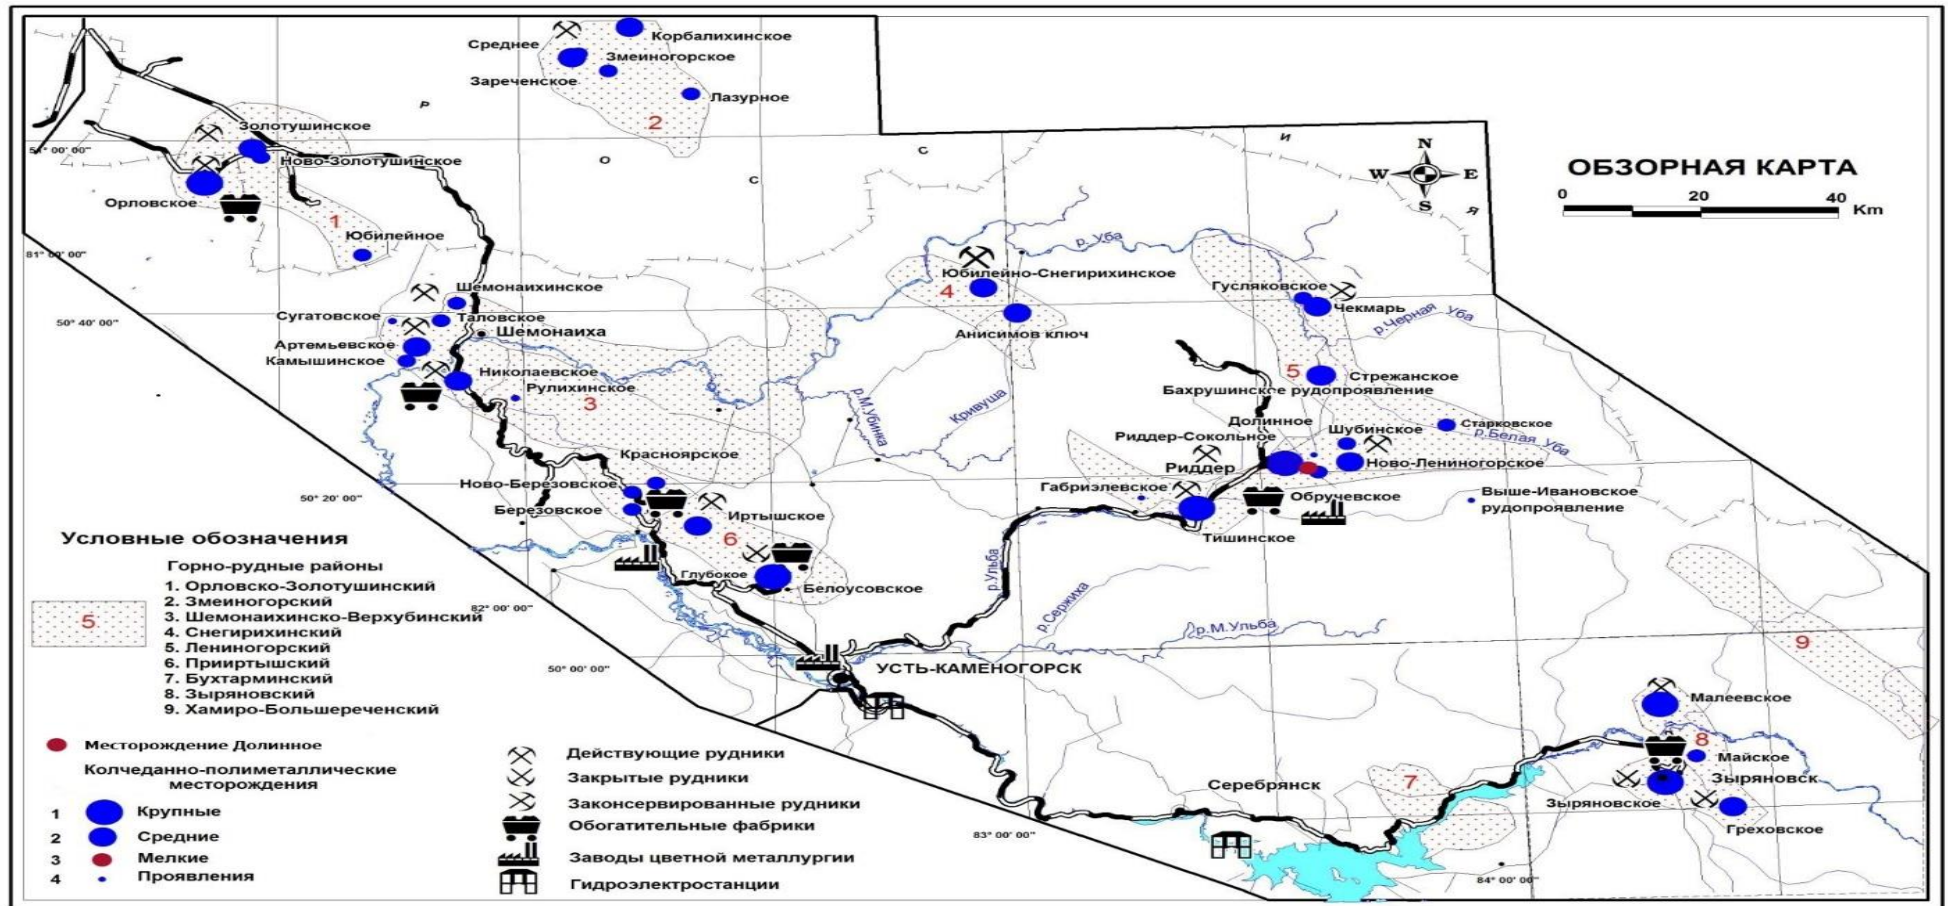 Корбалихинское
Среднее
Змеиногорское
Зареченское
Лазурное
2
Р
О
С
С
И
Я
Золотушинское
51° 00' 00"
Ново-Золотушинское
Орловское
1
Юбилейное
81° 00' 00"
N
W E
S
ОБЗОРНАЯ КАРТА
0 20 40 Km
р. Уба
Юбилейно-Снегирихинское
4
Анисимов ключ
Гусляковское
Чекмарь
р.Черная Уба
Шемонаихинское
Сугатовское
Таловское
50° 40' 00"
Шемонаиха
Артемьевское
Камышинское
Николаевское
Рулихинское
3
р.М.Убинка
Кривуша
5
Стрежанское
Бахрушинское рудопроявление
Долинное
Шубинское
Старковское
р.Белая Уба
Риддер-Сокольное
Риддер
Ново-Лениногорское
Габриэлевское
Обручевское
Выше-Ивановское
рудопроявление
Тишинское
Красноярское
Ново-Березовское
50° 20' 00"
Березовское
Иртышское
6
Глубокое
Белоусовское
82° 00' 00"
р.Ульба
р.Сержиха
р.М.Ульба
50° 00' 00"
УСТЬ-КАМЕНОГОРСК
9
Малеевское
8
Майское
Зыряновск
Зыряновское
Греховское
Серебрянск
7
83° 00' 00"
84° 00' 00"
Условные обозначения
Горно-рудные районы
5
1. Орловско-Золотушинский
2. Змеиногорский
3. Шемонаихинско-Верхубинский
4. Снегирихинский
5. Лениногорский
6. Прииртышский
7. Бухтарминский
8. Зыряновский
9. Хамиро-Большереченский
Месторождение Долинное
Колчеданно-полиметаллические
месторождения
1 Крупные
2 Средние
3 Мелкие
4 Проявления
Действующие рудники
Закрытые рудники
Законсервированные рудники
Обогатительные фабрики
Заводы цветной металлургии
Гидроэлектростанции